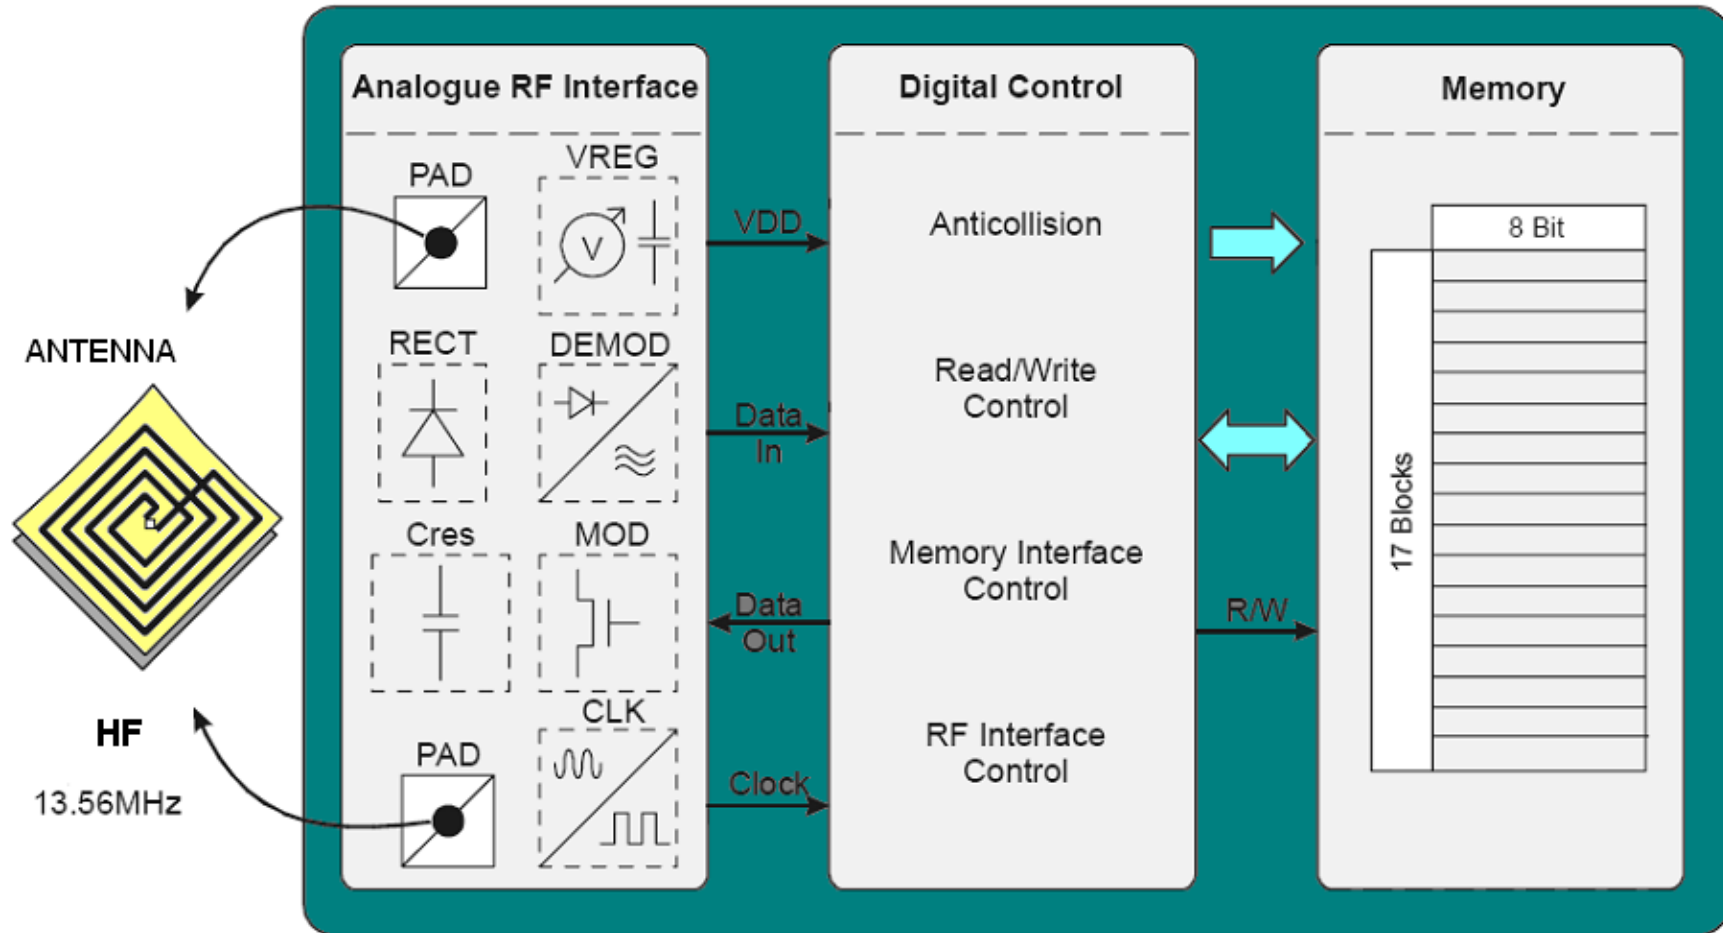 Analogue RF Interface
Digital Control
Memory
PAD
VREG
V
VDD
Anticollision
8 Bit
ANTENNA
RECT
DEMOD
Data
In
Read/Write
Control
17 Blocks
Cres
MOD
Data
Out
Memory Interface
Control
R/W
HF
13.56MHz
PAD
CLK
Clock
RF Interface
Control